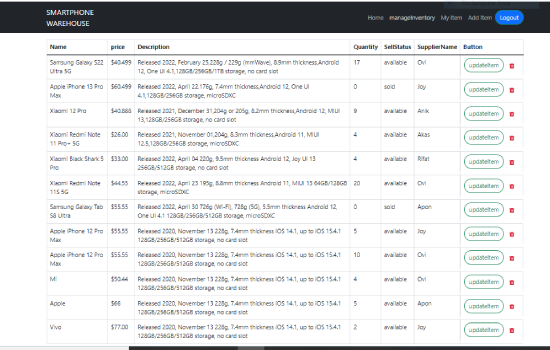 SMARTPHONE
WAREHOUSE
Home manageInventory My Item Add Item Logout
Name price Description Quantity SellStatus SupplierName Button
Samsung Galaxy S22 Released 2022, February 25,228g / 229g (mmWave), 8.9mm thickness,Android 17 available Ovi updateItem
Ultra 5G 12, One UI 4.1,128GB/256GB/1TB storage, no card slot
Apple iPhone 13 Pro Released 2022, April 22,176g, 7.4mm thickness,Android 12, One UI 0 sold Joy updateItem
Max 4.1,128GB/256GB storage, microSDXC
Xiaomi 12 Pro Released 2021, December 31,204g or 205g, 8.2mm thickness,Android 12, MIUI 9 available Anik updateItem
13,128GB/256GB storage, no card slot
Xiaomi Redmi Note $26.00 Released 2021, November 01,204g, 8.3mm thickness,Android 11, MIUI 4 available Akas updateItem
11 Pro+ 5G 12.5,128GB/256GB storage, microSDXC
Xiaomi Black Shark 5 $33.00 Released 2022, April 04 220g, 9.5mm thickness Android 12, Joy UI 13 4 available Rifat updateItem
Pro 256GB/512GB storage, no card slot
Xiaomi Redmi Note $44.55 Released 2022, April 23 195g, 8.8mm thickness Android 11, MIUI 13 64GB/128GB 20 available Ovi updateItem
11S 5G storage, microSDXC
Samsung Galaxy Tab $55.55 Released 2022, April 30 726g (Wi-Fi), 728g (5G), 5.5mm thickness Android 12, 0 sold Apon updateItem
S8 Ultra One UI 4.1 128GB/256GB/512GB storage, microSDXC
Apple iPhone 12 Pro $55.55 Released 2020, November 13 228g, 7.4mm thickness iOS 14.1, up to iOS 15.4.1 5 available Joy updateItem
Max 128GB/256GB/512GB storage, no card slot
Apple iPhone 12 Pro $55.55 Released 2020, November 13 228g, 7.4mm thickness iOS 14.1, up to iOS 15.4.1 10 available Ovi updateItem
Max 128GB/256GB/512GB storage, no card slot
MI $50.44 Released 2020, November 13 228g, 7.4mm thickness iOS 14.1, up to iOS 15.4.1 4 available Ovi updateItem
128GB/256GB/512GB storage, no card slot
Apple $66 Released 2020, November 13 228g, 7.4mm thickness iOS 14.1, up to iOS 15.4.1 5 available Apon updateItem
128GB/256GB/512GB storage, no card slot
Vivo $77.00 Released 2020, November 13 228g, 7.4mm thickness iOS 14.1, up to iOS 15.4.1 2 available Joy updateItem
128GB/256GB/512GB storage, no card slot